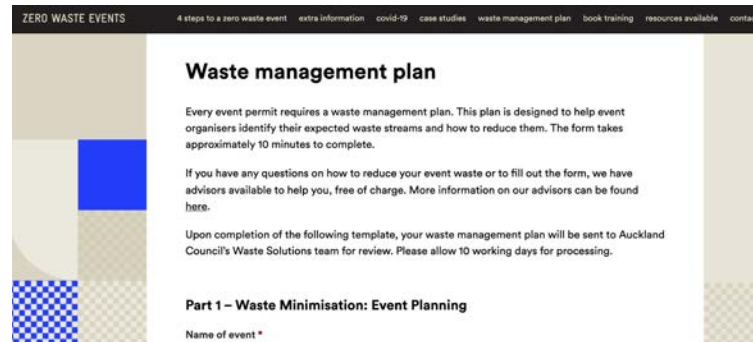 ZERO WASTE EVENTS
4 steps to a zero waste event extra information covid-19 case studies waste management plan book training resources available
Waste management plan
Every event permit requires a waste management plan. This plan is designed to help event
organisers identify their expected waste streams and how to reduce them. The form takes
approximately 10 minutes to complete.
If you have any questions on how to reduce your event waste or to fill out the form, we have
advisors available to help you, free of charge. More information on our advisors can be found
here.
Upon completion of the following template, your waste management plan will be sent to Auckland
Council's Waste Solutions team for review. Please allow 10 working days for processing.
Part 1 – Waste Minimisation: Event Planning
Name of event *